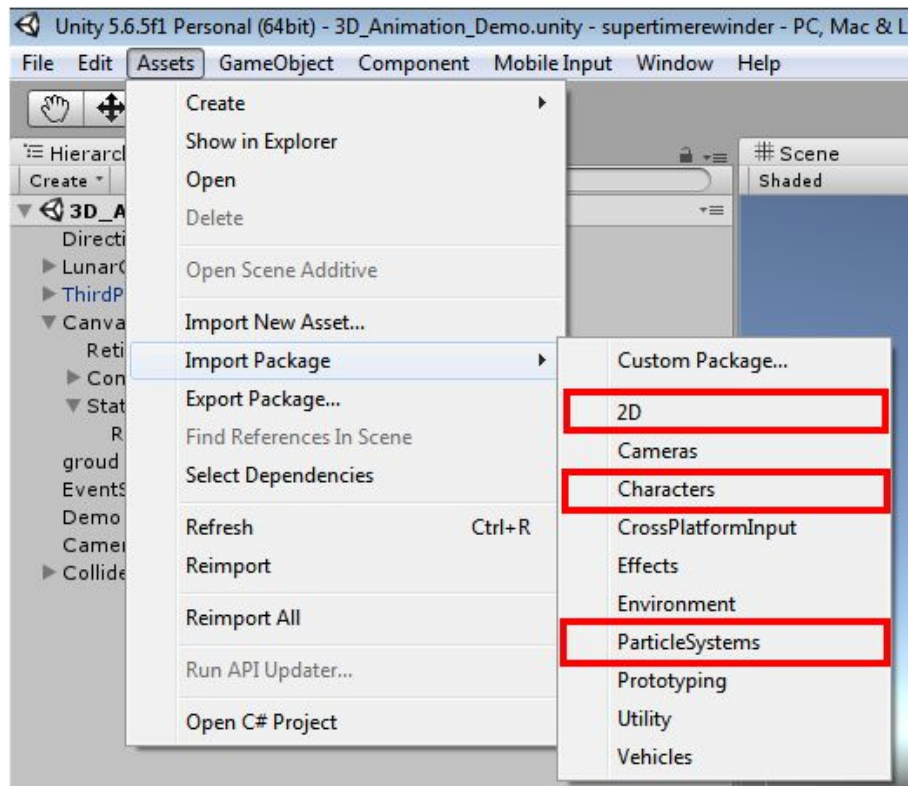 Unity 5.6.5f1 Personal (64bit) - 3D_Animation_Demo.unity - supertimerewinder - PC, Mac & L
File Edit Assets GameObject Component Mobile Input Window Help
Create
Show in Explorer
Open
Delete
Open Scene Additive
Import New Asset...
Import Package
Export Package...
Find References In Scene
Select Dependencies
Refresh Ctrl+R
Reimport
Reimport All
Run API Updater...
Open C# Project
Hierarcl
Create
3D_A
Directi
Lunar
ThirdP
Canva
Reti
Con
Stat
R
groud
EventS
Demo
Camer
Collide
Scene
Shaded
Custom Package...
2D
Cameras
Characters
CrossPlatformInput
Effects
Environment
ParticleSystems
Prototyping
Utility
Vehicles